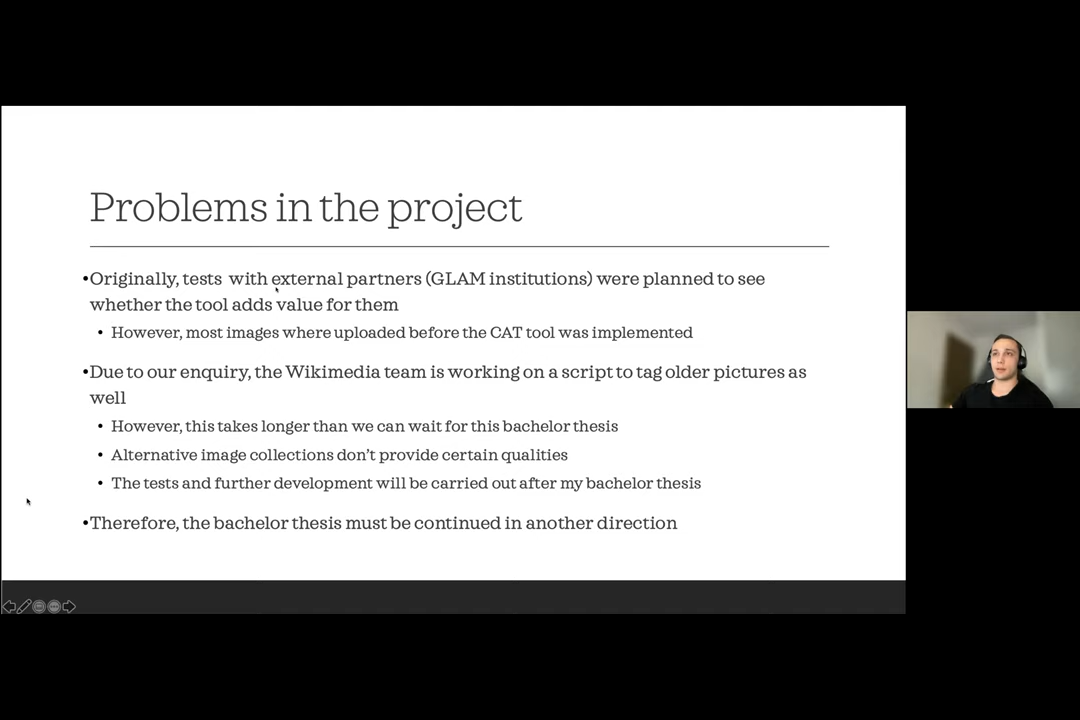 Problems in the project
•Originally, tests with external partners (GLAM institutions) were planned to see
whether the tool adds value for them
• However, most images where uploaded before the CAT tool was implemented
•Due to our enquiry, the Wikimedia team is working on a script to tag older pictures as
well
• However, this takes longer than we can wait for this bachelor thesis
• Alternative image collections don't provide certain qualities
• The tests and further development will be carried out after my bachelor thesis
•Therefore, the bachelor thesis must be continued in another direction